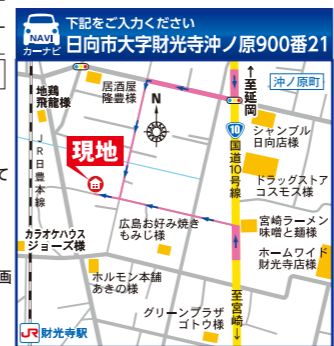 下記をご入力ください
NAVI
カーナビ
日向市大字財光寺沖ノ原900番21
地鶏
飛龍様
居酒屋
隆豊様
N
↑至延岡
沖ノ原町
10
国道10号線
シャンブル
日向店様
JR日豊本線
現地
ドラッグストア
コスモス様
て
カラオケハウス
ジョーズ様
広島お好み焼き
もみじ様
宮崎ラーメン
味噌と麺様
ホームワイド
財光寺店様
画
ホルモン本舗
あきの様
至宮崎↓
グリーンプラザ
ゴトウ様
JR 財光寺駅